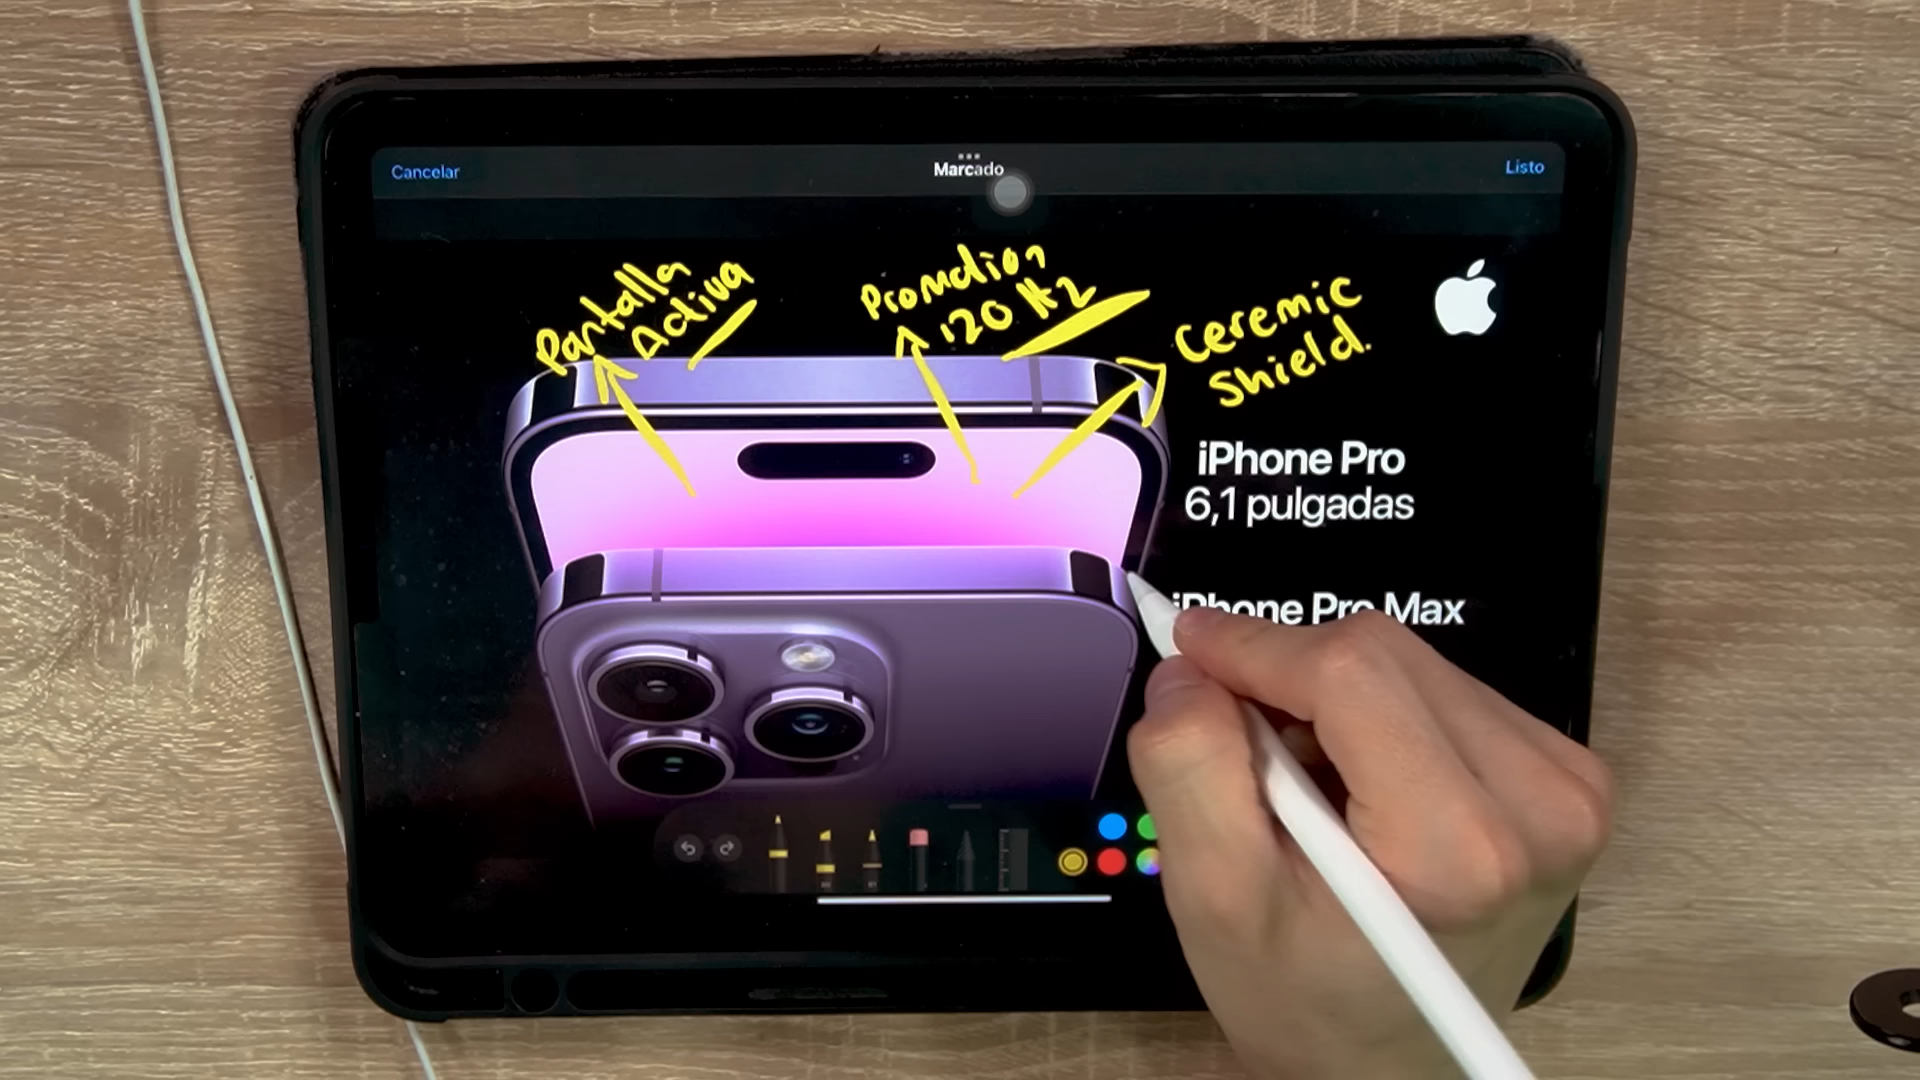 Cancelar
Marcado
Listo
Pantalla
Activa
Promotion
120 Hz
Ceremic
Shield.
iPhone Pro
6,1 pulgadas
iPhone Pro Max